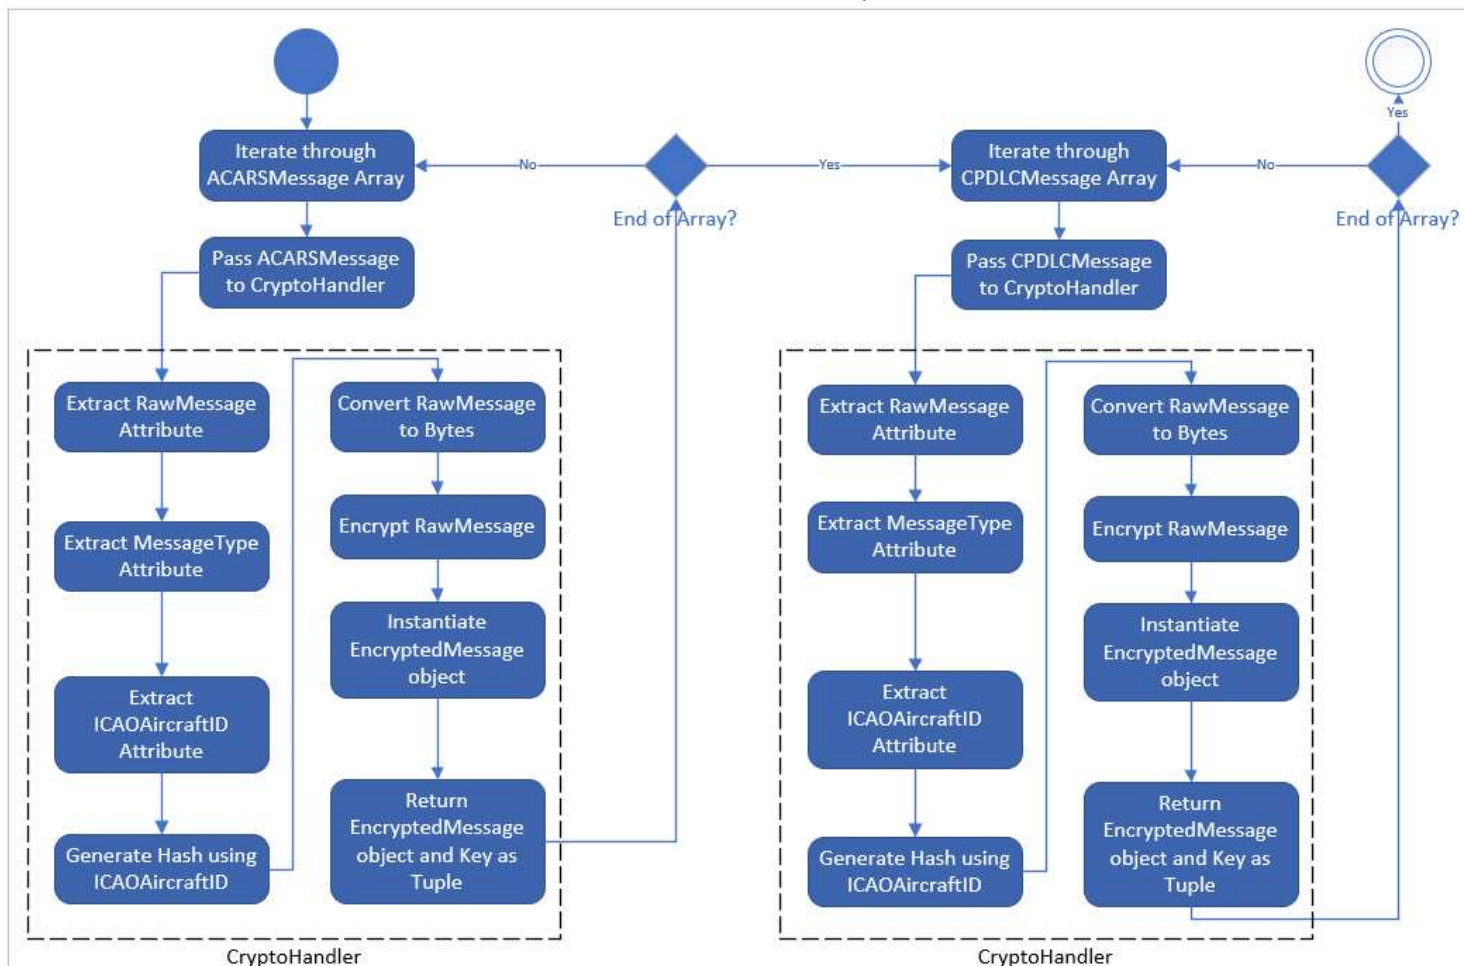 Iterate through
ACARSMessage Array
No
Yes
End of Array?
Pass ACARSMessage
to CryptoHandler
Extract RawMessage
Attribute
Extract MessageType
Attribute
Extract
ICAOAircraftID
Attribute
Generate Hash using
ICAOAircraftID
Convert RawMessage
to Bytes
Encrypt RawMessage
Instantiate
EncryptedMessage
object
Return
EncryptedMessage
object and Key as
Tuple
CryptoHandler
Iterate through
CPDLCMessage Array
No
Yes
End of Array?
Pass CPDLCMessage
to CryptoHandler
Extract RawMessage
Attribute
Extract MessageType
Attribute
Extract
ICAOAircraftID
Attribute
Generate Hash using
ICAOAircraftID
Convert RawMessage
to Bytes
Encrypt RawMessage
Instantiate
EncryptedMessage
object
Return
EncryptedMessage
object and Key as
Tuple
CryptoHandler